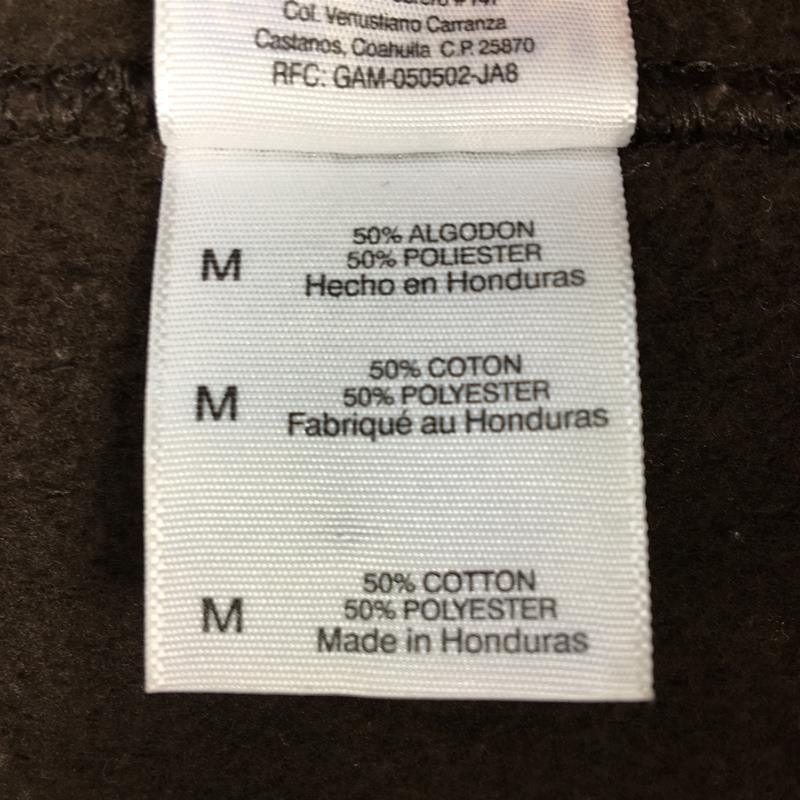 #147
Col. Venustiano Carranza
Castanos, Coahuila C.P. 25870
RFC: GAM-050502-JA8
M
50% ALGODON
50% POLIESTER
Hecho en Honduras
M
50% COTON
50% POLYESTER
Fabriqué au Honduras
M
50% COTTON
50% POLYESTER
Made in Honduras